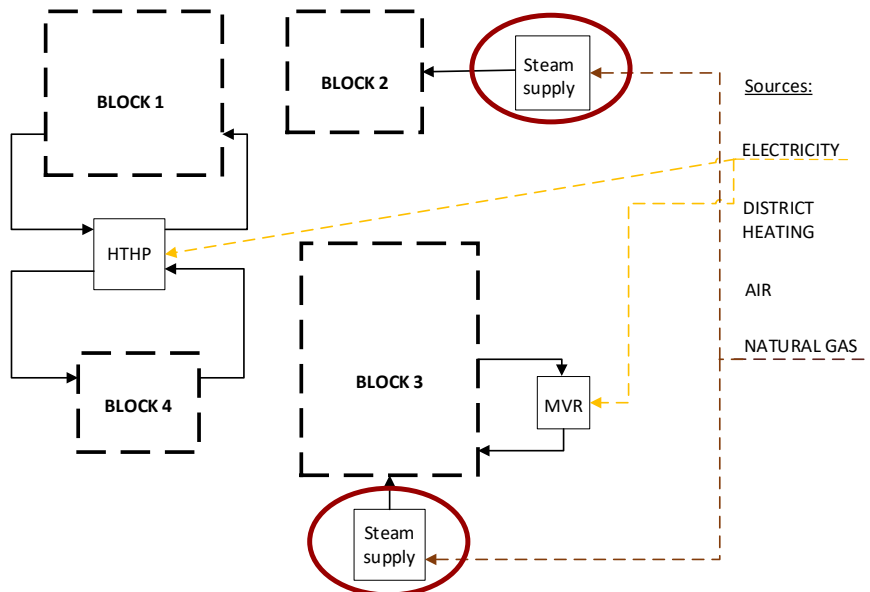 BLOCK 1
BLOCK 2
Steam
supply
Sources:
ELECTRICITY
DISTRICT
HEATING
AIR
NATURAL GAS
HTHP
BLOCK 3
BLOCK 4
MVR
Steam
supply